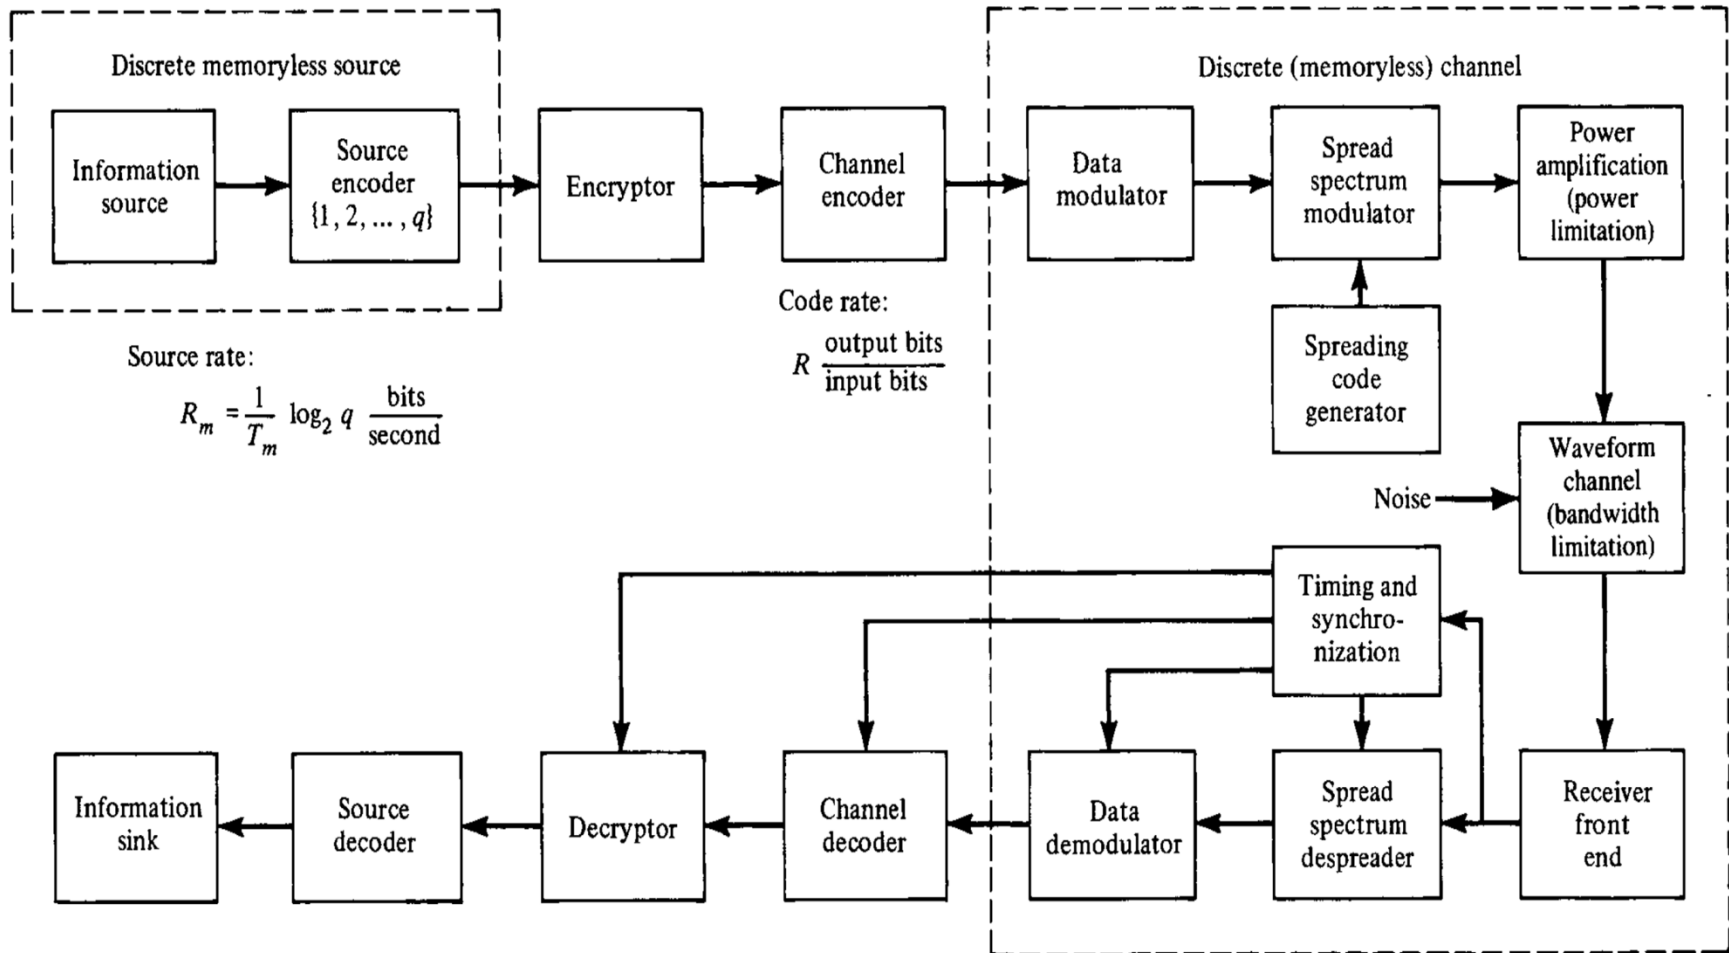 Discrete memoryless source
Discrete (memoryless) channel
Information
source
Source
encoder
{1, 2, ... , q}
Encryptor
Channel
encoder
Data
modulator
Spread
spectrum
modulator
Power
amplification
(power
limitation)
Source rate:
R_m = 1/T_m log_2 q bits/second
Code rate:
R output bits/input bits
Spreading
code
generator
Noise
Waveform
channel
(bandwidth
limitation)
Timing and
synchro-
nization
Information
sink
Source
decoder
Decryptor
Channel
decoder
Data
demodulator
Spread
spectrum
despreader
Receiver
front
end